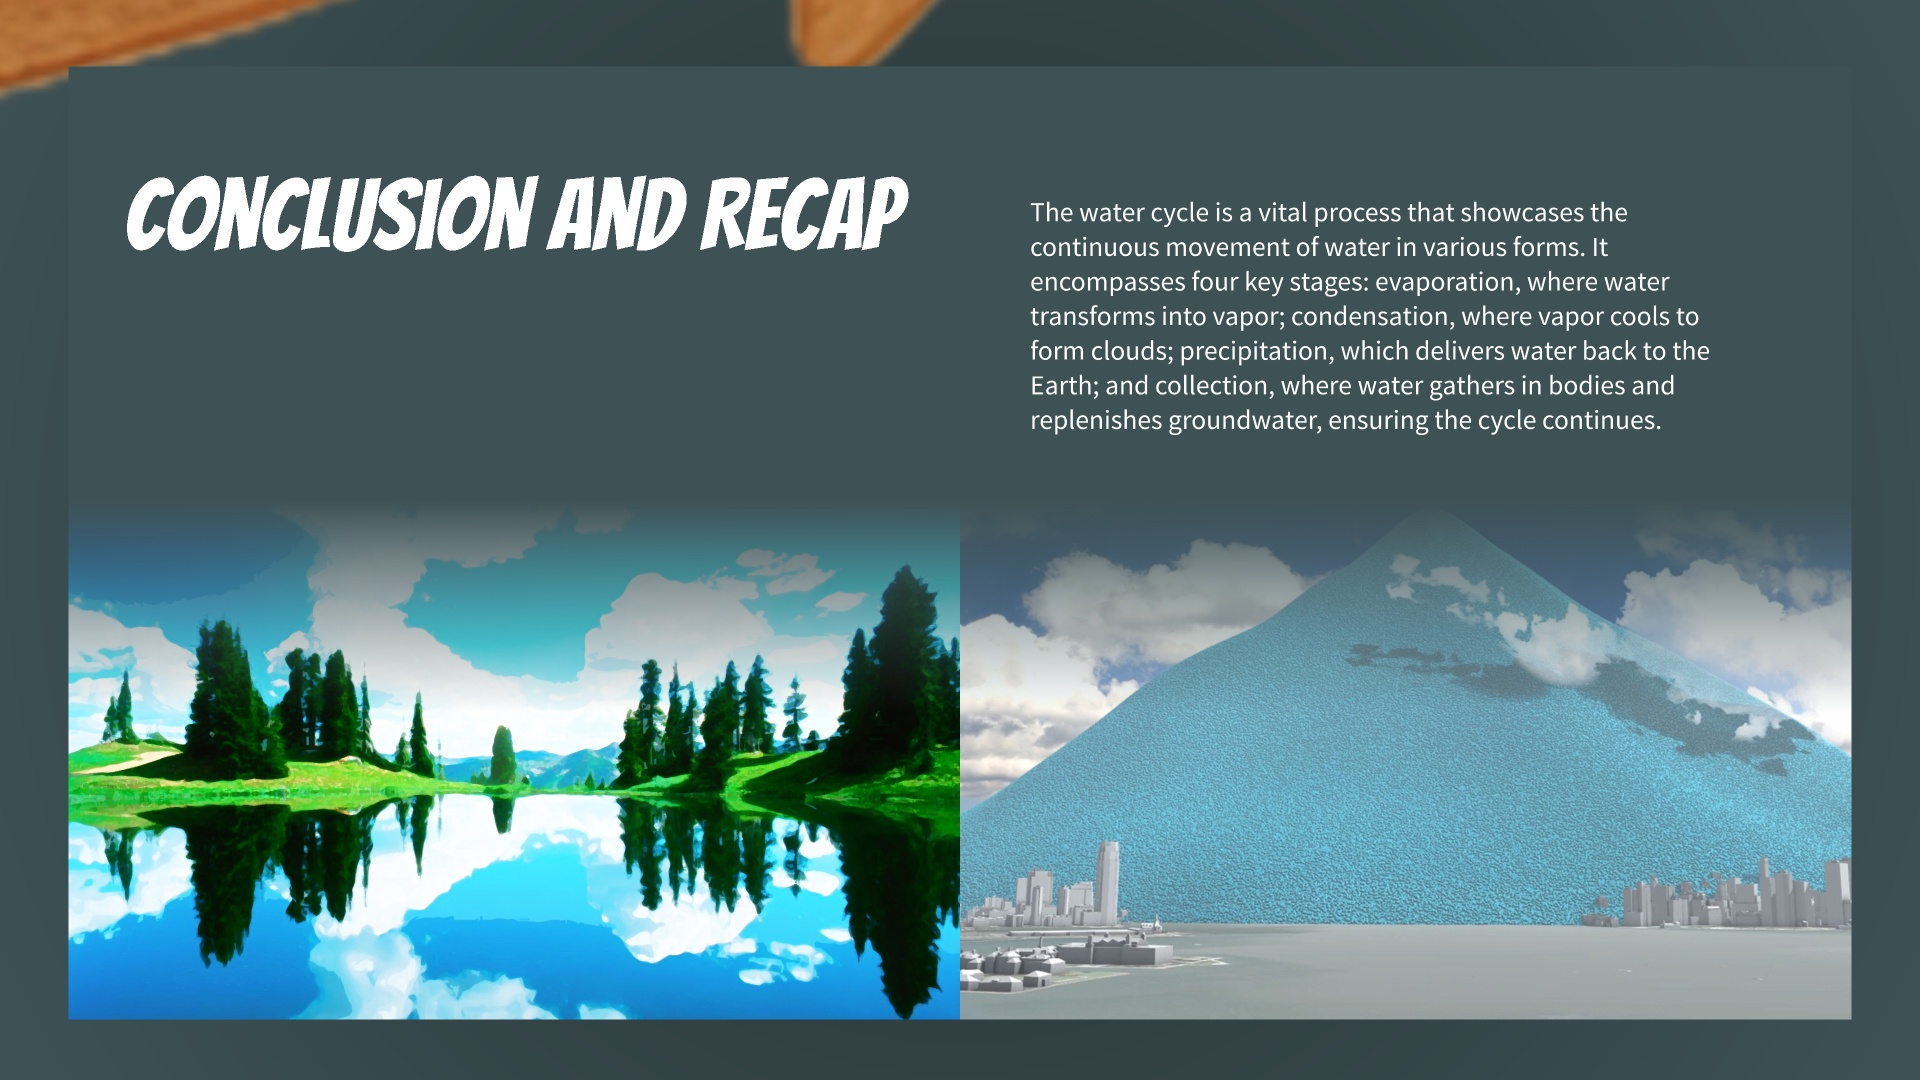 CONCLUSION AND RECAP
The water cycle is a vital process that showcases the
continuous movement of water in various forms. It
encompasses four key stages: evaporation, where water
transforms into vapor; condensation, where vapor cools to
form clouds; precipitation, which delivers water back to the
Earth; and collection, where water gathers in bodies and
replenishes groundwater, ensuring the cycle continues.